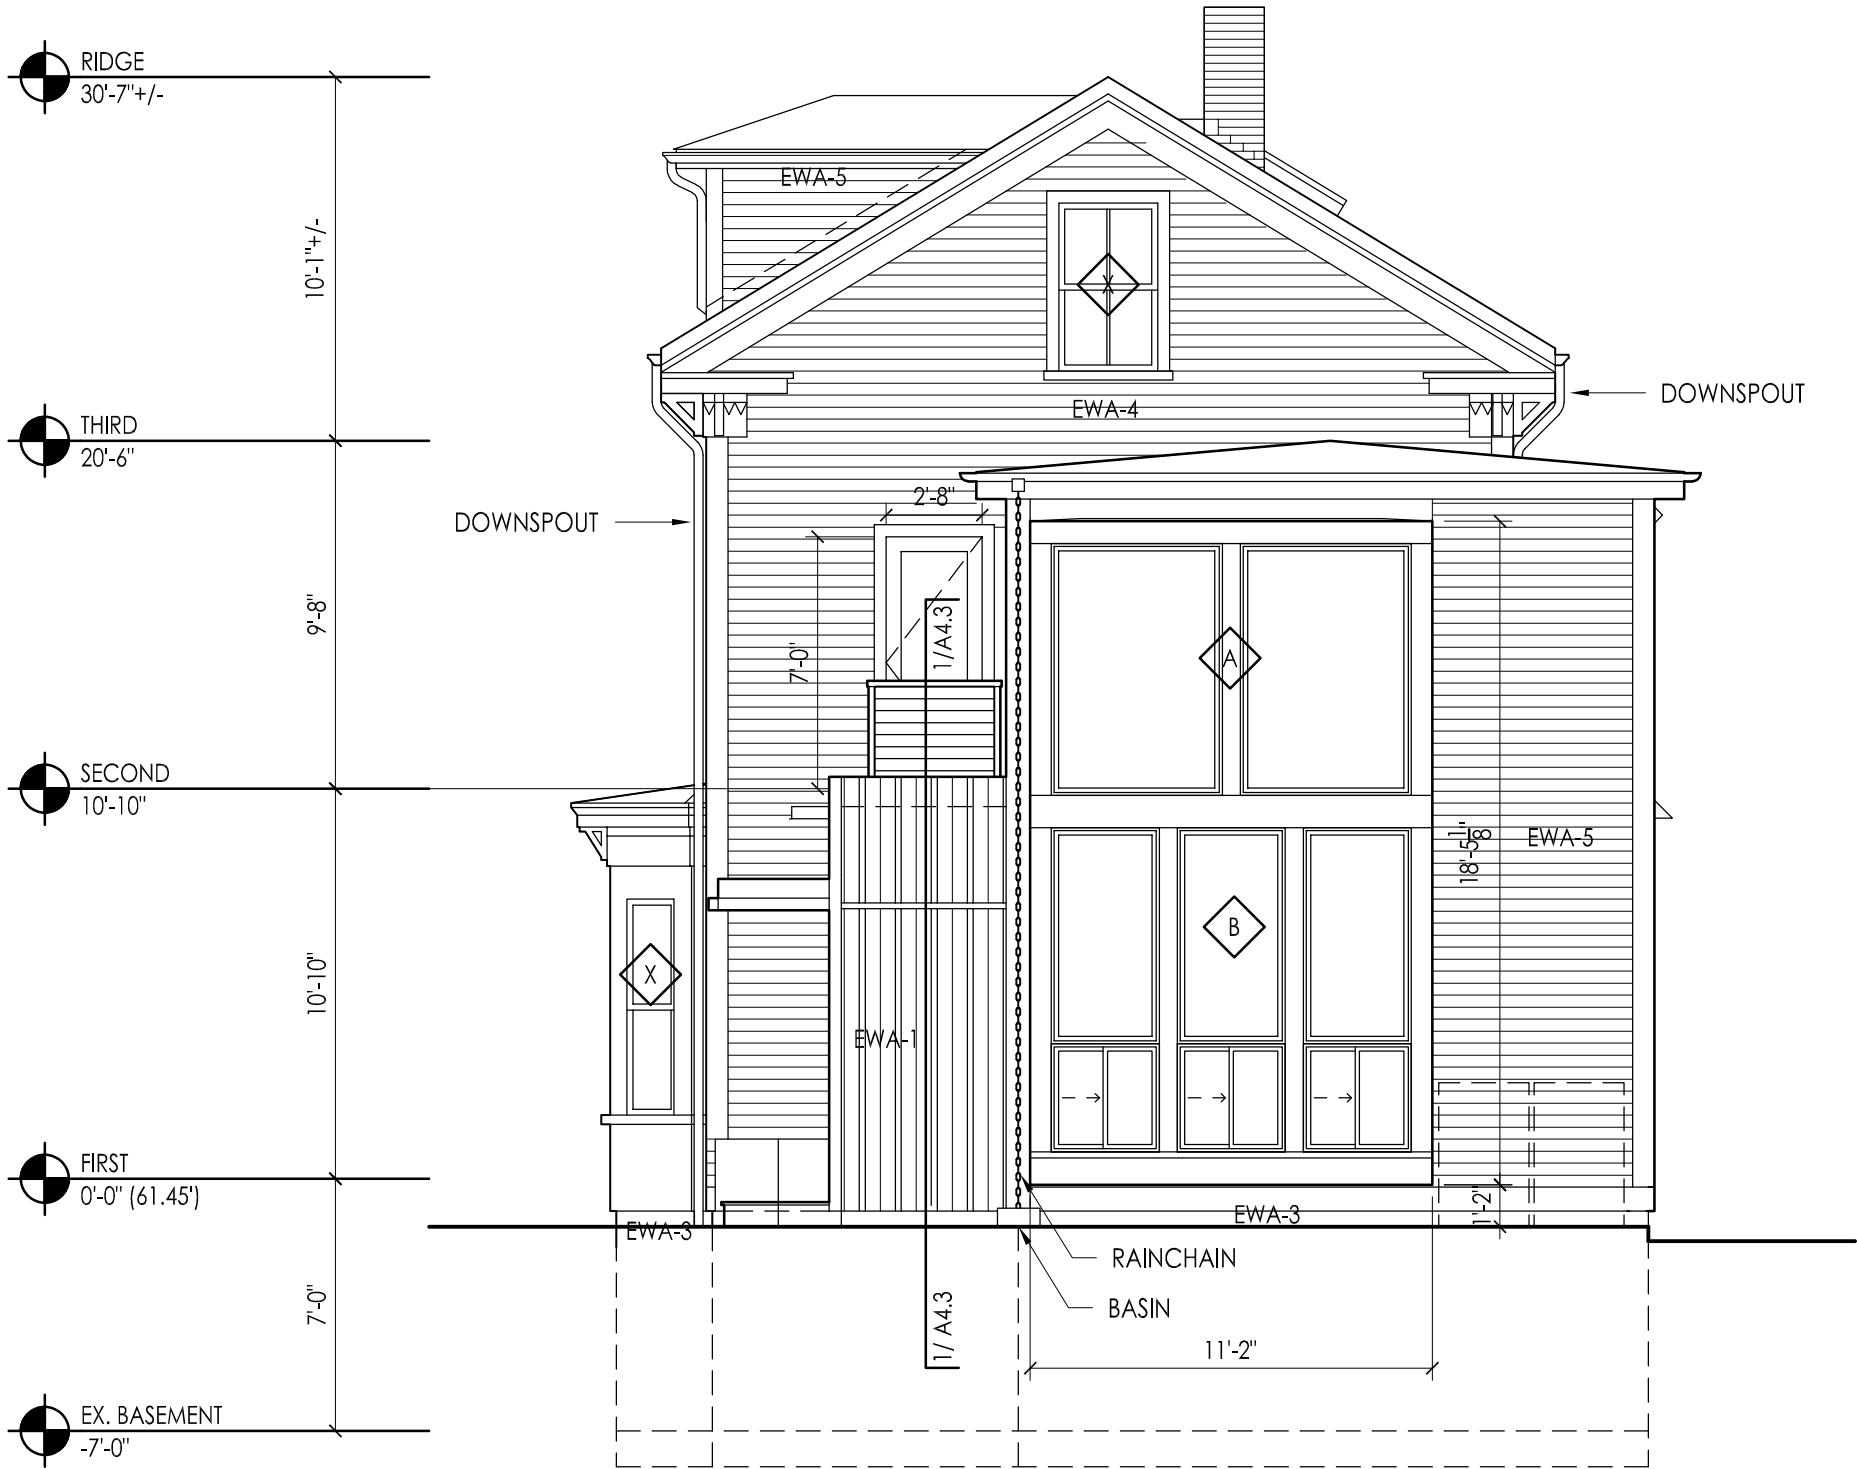 RIDGE
30'-7"+/-
EWA-5
10'-1"+/-
X
DOWNSPOUT
EWA-4
THIRD
20'-6"
2'-8"
DOWNSPOUT
9'-8"
7'-0"
1/A4.3
A
SECOND
10'-10"
18'-5 1/8"
EWA-5
B
10'-10"
X
EWA-1
FIRST
0'-0" (61.45')
1'-2"
EWA-3
EWA-3
RAINCHAIN
BASIN
7'-0"
1/ A4.3
11'-2"
EX. BASEMENT
-7'-0"